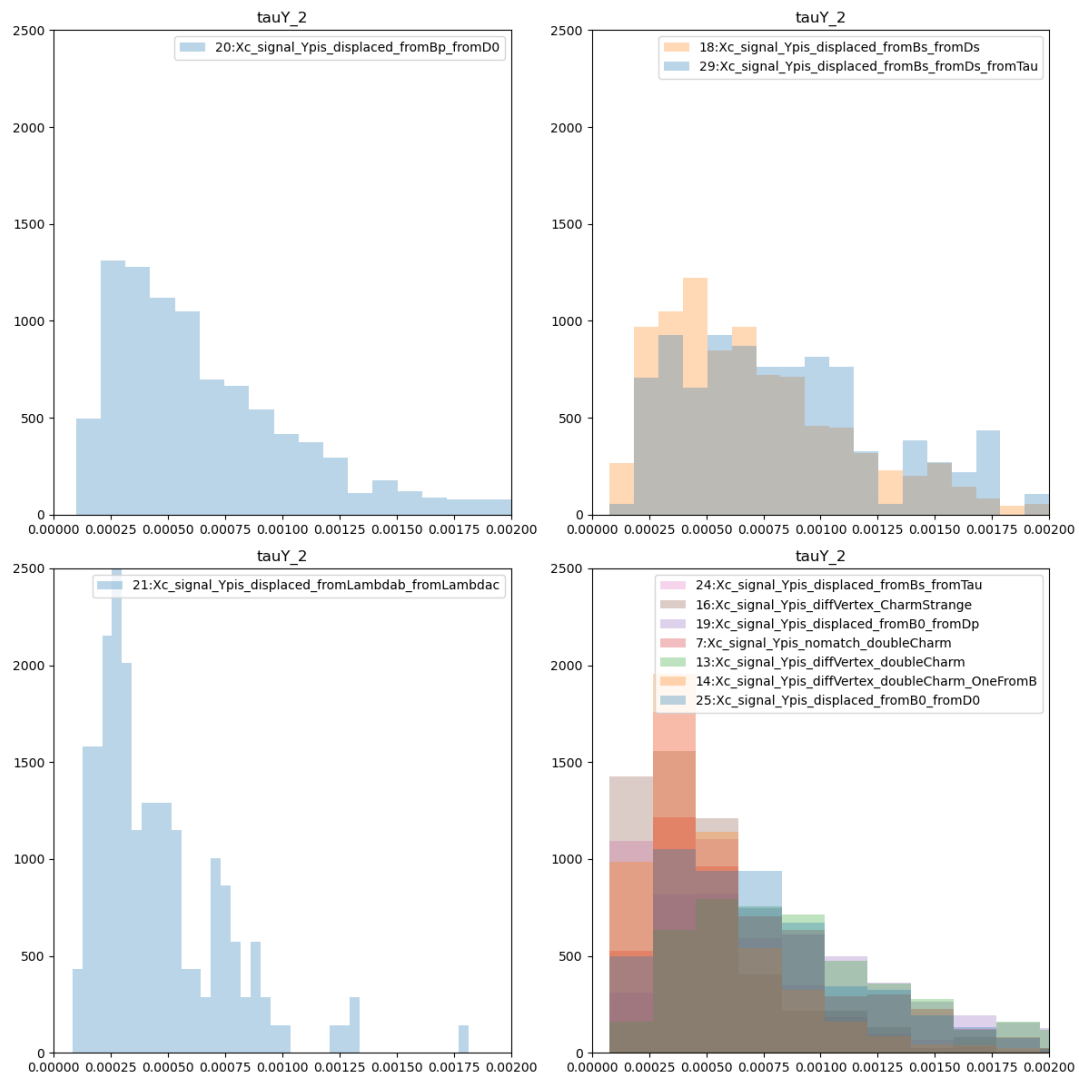 tauY_2
20:Xc_signal_Ypis_displaced_fromBp_fromD0
2500
2000
1500
1000
500
0
0.00000 0.00025 0.00050 0.00075 0.00100 0.00125 0.00150 0.00175 0.00200
tauY_2
18:Xc_signal_Ypis_displaced_fromBs_fromDs
29:Xc_signal_Ypis_displaced_fromBs_fromDs_fromTau
2500
2000
1500
1000
500
0
0.00000 0.00025 0.00050 0.00075 0.00100 0.00125 0.00150 0.00175 0.00200
tauY_2
21:Xc_signal_Ypis_displaced_fromLambdab_fromLambdac
2500
2000
1500
1000
500
0
0.00000 0.00025 0.00050 0.00075 0.00100 0.00125 0.00150 0.00175 0.00200
tauY_2
24:Xc_signal_Ypis_displaced_fromBs_fromTau
16:Xc_signal_Ypis_diffVertex_CharmStrange
19:Xc_signal_Ypis_displaced_fromB0_fromDp
7:Xc_signal_Ypis_nomatch_doubleCharm
13:Xc_signal_Ypis_diffVertex_doubleCharm
14:Xc_signal_Ypis_diffVertex_doubleCharm_OneFromB
25:Xc_signal_Ypis_displaced_fromB0_fromD0
2500
2000
1500
1000
500
0
0.00000 0.00025 0.00050 0.00075 0.00100 0.00125 0.00150 0.00175 0.00200